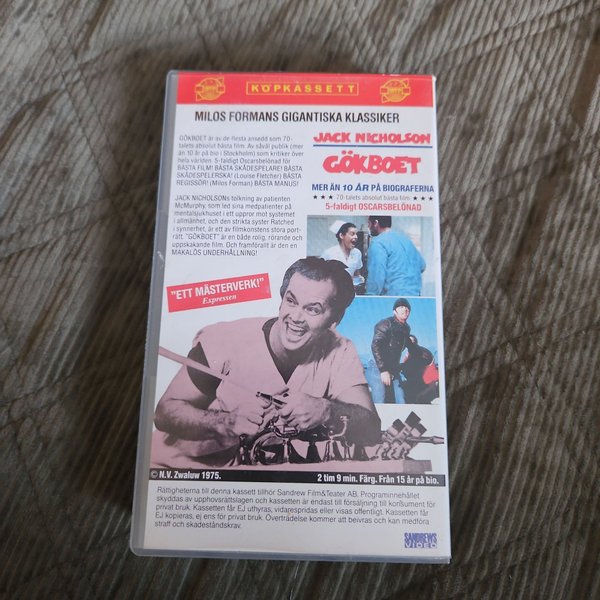 KÖPKASSETT
MILOS FORMANS GIGANTISKA KLASSIKER
GÖKBOET är av de flesta ansedd som 70-
talets absolut bästa film. Av såväl publik (mer
än 10 år på bio i Stockholm) som kritiker över
hela världen. 5-faldigt Oscarsbelönad för
BÄSTA FILM! BÄSTA SKÅDESPELARE! BÄSTA
SKÅDESPELERSKA! (Louise Fletcher) BÄSTA
REGISSÖR! (Milos Forman) BÄSTA MANUS!
JACK NICHOLSONs tolkning av patienten
McMurphy, som led sina medpatienter på
mentalsjukhuset i ett uppror mot systemet
i allmänhet, och den strikta syster Ratched
i synnerhet, är ett av filmkonstens stora port-
rätt. "GÖKBOET" är en både rolig, rörande och
uppskakande film. Och framförallt är den en
MAKALÖS UNDERHÅLLNING!
JACK NICHOLSON
GÖKBOET
MER ÄN 10 ÅR PÅ BIOGRAFERNA
★★★ 70-talets absolut bästa film ★★★
5-faldigt OSCARSBELÖNAD
"ETT MÄSTERVERK!"
Expressen
© N.V. Zwaluw 1975.
2 tim 9 min. Färg. Från 15 år på bio.
Rättigheterna till denna kassett tillhör Sandrew Film&Teater AB. Programinnehållet
skyddas av upphovsrättslagen och kassetten är endast till försäljning till konsument för
privat bruk. Kassetten får EJ uthyras, vidarespridas eller visas offentligt. Kassetten får
EJ kopieras, ej ens för privat bruk. Överträdelse kommer att beivras och kan medföra
straff och skadeståndskrav.
SANDREWS
VIDEO